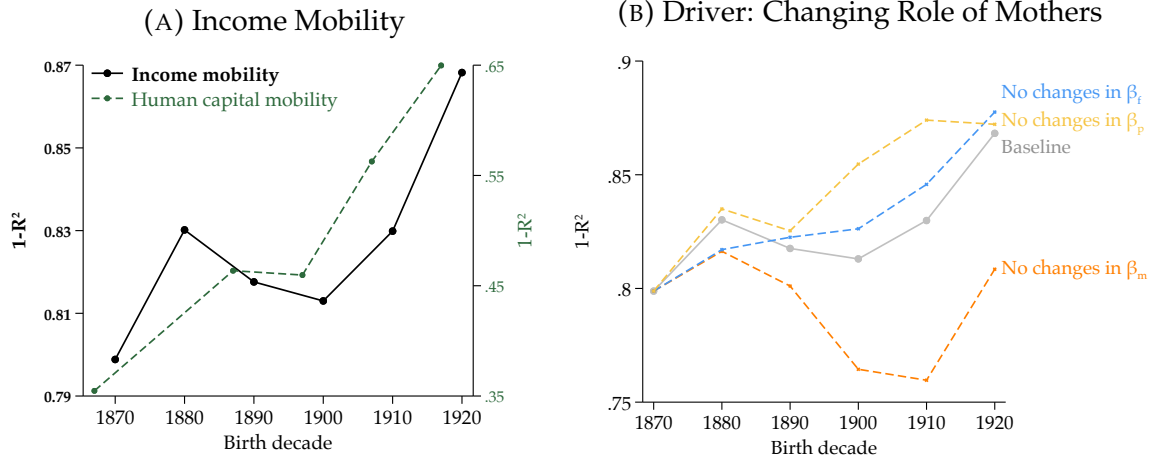 (A) Income Mobility
0.87
0.85
0.83
0.81
0.79
1-R²
Income mobility
Human capital mobility
.65
.55
.45
.35
1-R²
1870 1880 1890 1900 1910 1920
Birth decade
(B) Driver: Changing Role of Mothers
.9
.85
.8
.75
1-R²
No changes in βf
No changes in βp
Baseline
No changes in βm
1870 1880 1890 1900 1910 1920
Birth decade